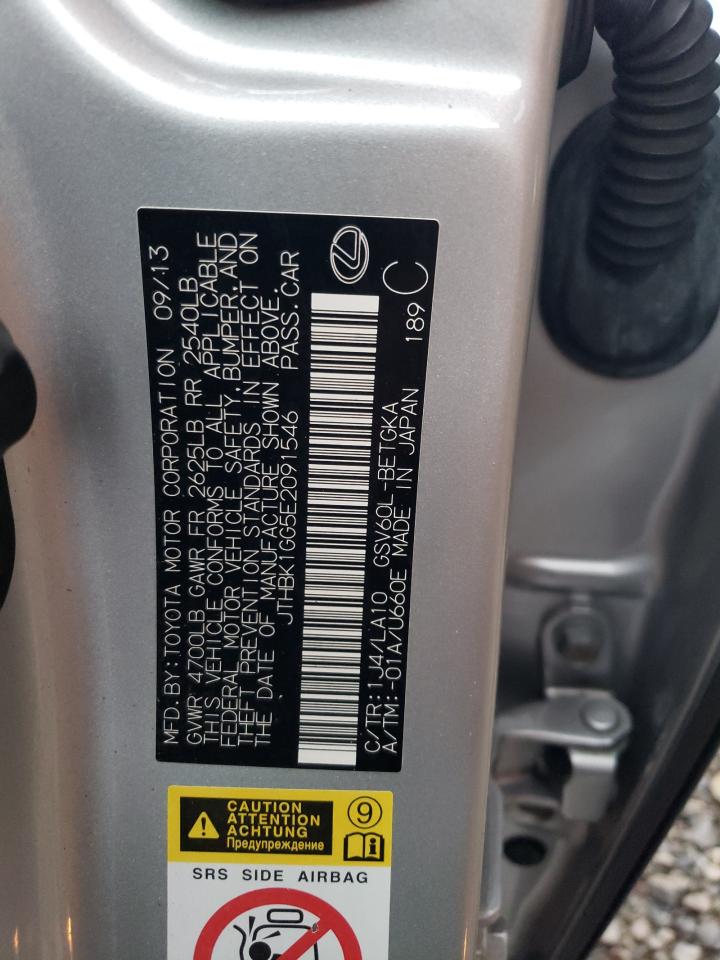 MFD. BY: TOYOTA MOTOR CORPORATION 09/13
GVWR 4700LB GAWR FR 2625LB RR 2540LB
THIS VEHICLE CONFORMS TO ALL APPLICABLE
FEDERAL MOTOR VEHICLE SAFETY, BUMPER, AND
THEFT PREVENTION STANDARDS IN EFFECT ON
THE DATE OF MANUFACTURE SHOWN ABOVE.
JTHBK1GG5E2091546 PASS. CAR
C/TR: 1J4/LA10 GSV60L-BETGKA
A/TM: -01A/U660E MADE IN JAPAN 189 C
CAUTION
ATTENTION
ACHTUNG
Предупреждение
9
SRS SIDE AIRBAG